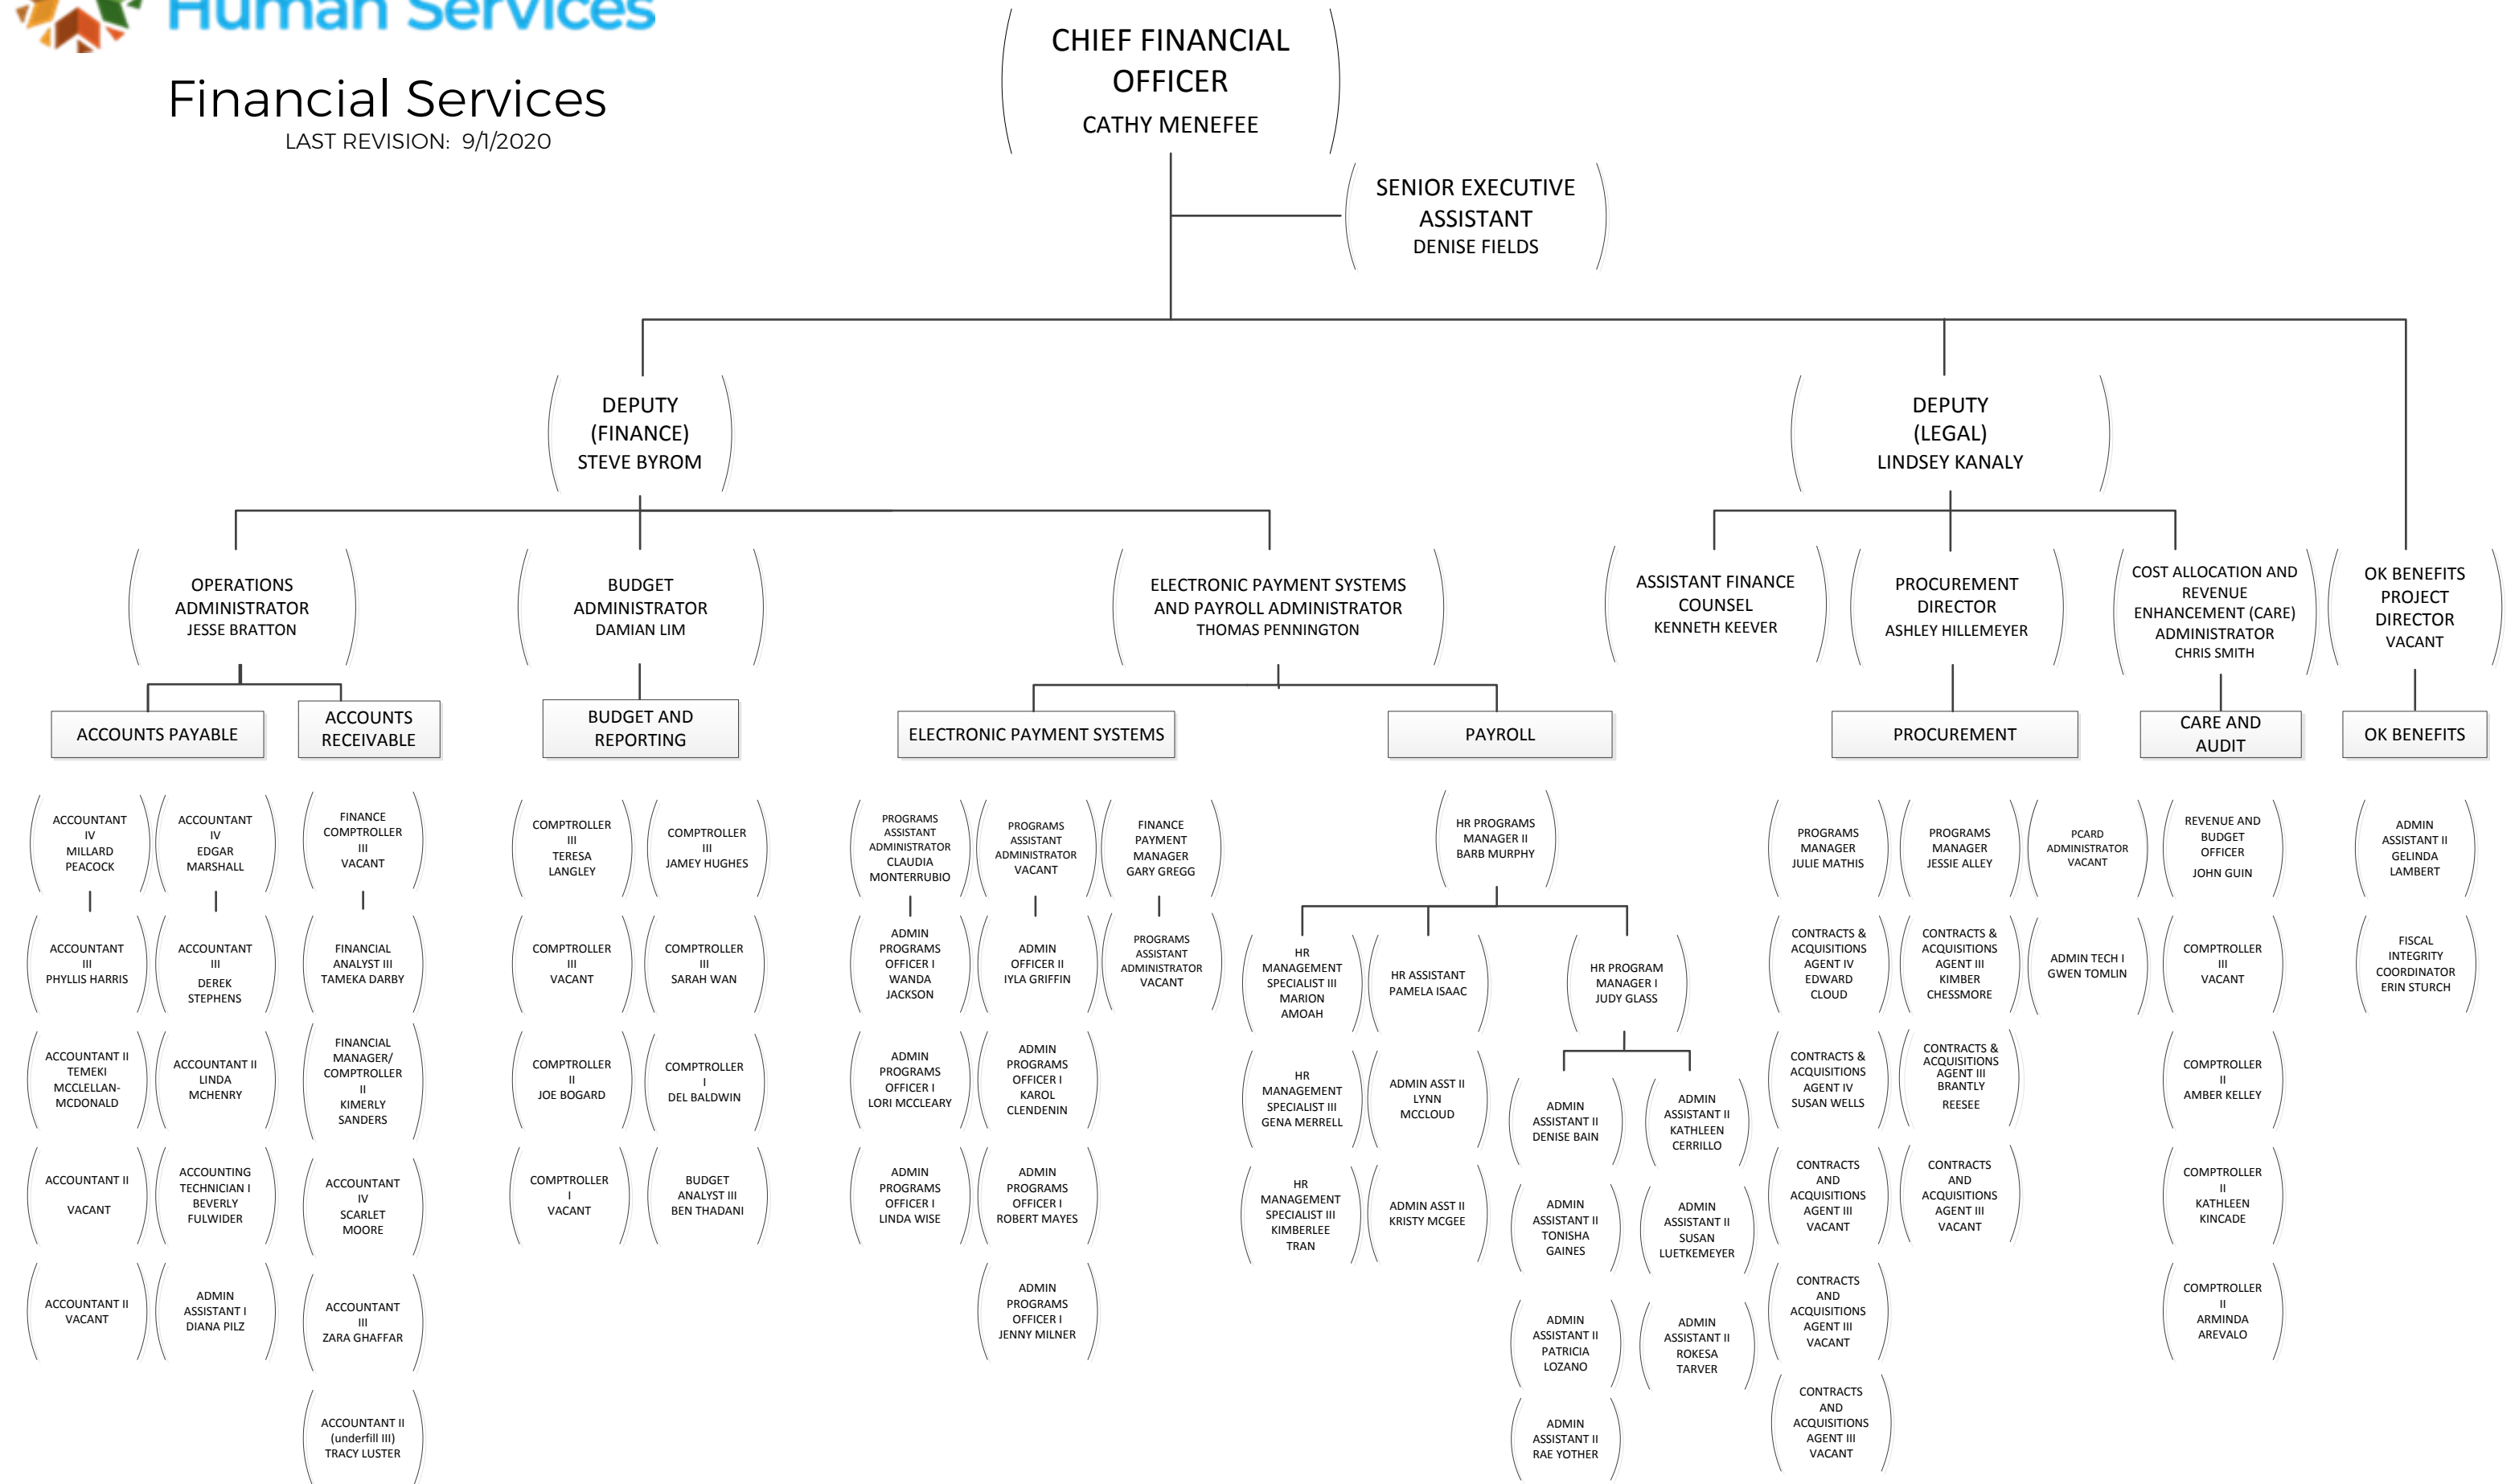 Human Services
Financial Services
LAST REVISION:  9/1/2020
CHIEF FINANCIAL
OFFICER
CATHY MENEFEE
SENIOR EXECUTIVE
ASSISTANT
DENISE FIELDS
DEPUTY
(FINANCE)
STEVE BYROM
DEPUTY
(LEGAL)
LINDSEY KANALY
OPERATIONS
ADMINISTRATOR
JESSE BRATTON
BUDGET
ADMINISTRATOR
DAMIAN LIM
ELECTRONIC PAYMENT SYSTEMS
AND PAYROLL ADMINISTRATOR
THOMAS PENNINGTON
ASSISTANT FINANCE
COUNSEL
KENNETH KEEVER
PROCUREMENT
DIRECTOR
ASHLEY HILLEMEYER
COST ALLOCATION AND
REVENUE
ENHANCEMENT (CARE)
ADMINISTRATOR
CHRIS SMITH
OK BENEFITS
PROJECT
DIRECTOR
VACANT
ACCOUNTS PAYABLE
ACCOUNTS
RECEIVABLE
BUDGET AND
REPORTING
ELECTRONIC PAYMENT SYSTEMS
PAYROLL
PROCUREMENT
CARE AND
AUDIT
OK BENEFITS
ACCOUNTANT
IV
MILLARD
PEACOCK
ACCOUNTANT
III
PHYLLIS HARRIS
ACCOUNTANT II
TEMEKI
MCCLELLAN-
MCDONALD
ACCOUNTANT II
VACANT
ACCOUNTANT II
VACANT
ACCOUNTANT
IV
EDGAR
MARSHALL
ACCOUNTANT
III
DEREK
STEPHENS
ACCOUNTANT II
LINDA
MCHENRY
ACCOUNTING
TECHNICIAN I
BEVERLY
FULWIDER
ADMIN
ASSISTANT I
DIANA PILZ
FINANCE
COMPTROLLER
III
VACANT
FINANCIAL
ANALYST III
TAMEKA DARBY
FINANCIAL
MANAGER/
COMPTROLLER
II
KIMERLY
SANDERS
ACCOUNTANT
IV
SCARLET
MOORE
ACCOUNTANT
III
ZARA GHAFFAR
ACCOUNTANT II
(underfill III)
TRACY LUSTER
COMPTROLLER
III
TERESA
LANGLEY
COMPTROLLER
III
VACANT
COMPTROLLER
II
JOE BOGARD
COMPTROLLER
I
VACANT
COMPTROLLER
III
JAMEY HUGHES
COMPTROLLER
III
SARAH WAN
COMPTROLLER
I
DEL BALDWIN
BUDGET
ANALYST III
BEN THADANI
PROGRAMS
ASSISTANT
ADMINISTRATOR
CLAUDIA
MONTERRUBIO
ADMIN
PROGRAMS
OFFICER I
WANDA
JACKSON
ADMIN
PROGRAMS
OFFICER I
LORI MCCLEARY
ADMIN
PROGRAMS
OFFICER I
LINDA WISE
PROGRAMS
ASSISTANT
ADMINISTRATOR
VACANT
ADMIN
OFFICER II
IYLA GRIFFIN
ADMIN
PROGRAMS
OFFICER I
KAROL
CLENDENIN
ADMIN
PROGRAMS
OFFICER I
ROBERT MAYES
ADMIN
PROGRAMS
OFFICER I
JENNY MILNER
FINANCE
PAYMENT
MANAGER
GARY GREGG
PROGRAMS
ASSISTANT
ADMINISTRATOR
VACANT
HR PROGRAMS
MANAGER II
BARB MURPHY
HR
MANAGEMENT
SPECIALIST III
MARION
AMOAH
HR
MANAGEMENT
SPECIALIST III
GENA MERRELL
HR
MANAGEMENT
SPECIALIST III
KIMBERLEE
TRAN
HR ASSISTANT
PAMELA ISAAC
ADMIN ASST II
LYNN
MCCLOUD
ADMIN ASST II
KRISTY MCGEE
HR PROGRAM
MANAGER I
JUDY GLASS
ADMIN
ASSISTANT II
DENISE BAIN
ADMIN
ASSISTANT II
TONISHA
GAINES
ADMIN
ASSISTANT II
PATRICIA
LOZANO
ADMIN
ASSISTANT II
RAE YOTHER
ADMIN
ASSISTANT II
KATHLEEN
CERRILLO
ADMIN
ASSISTANT II
SUSAN
LUETKEMEYER
ADMIN
ASSISTANT II
ROKESA
TARVER
PROGRAMS
MANAGER
JULIE MATHIS
CONTRACTS &
ACQUISITIONS
AGENT IV
EDWARD
CLOUD
CONTRACTS &
ACQUISITIONS
AGENT IV
SUSAN WELLS
CONTRACTS
AND
ACQUISITIONS
AGENT III
VACANT
CONTRACTS
AND
ACQUISITIONS
AGENT III
VACANT
CONTRACTS
AND
ACQUISITIONS
AGENT III
VACANT
PROGRAMS
MANAGER
JESSIE ALLEY
CONTRACTS &
ACQUISITIONS
AGENT III
KIMBER
CHESSMORE
CONTRACTS &
ACQUISITIONS
AGENT III
BRANTLY
REESEE
CONTRACTS
AND
ACQUISITIONS
AGENT III
VACANT
PCARD
ADMINISTRATOR
VACANT
ADMIN TECH I
GWEN TOMLIN
REVENUE AND
BUDGET
OFFICER
JOHN GUIN
COMPTROLLER
III
VACANT
COMPTROLLER
II
AMBER KELLEY
COMPTROLLER
II
KATHLEEN
KINCADE
COMPTROLLER
II
ARMINDA
AREVALO
ADMIN
ASSISTANT II
GELINDA
LAMBERT
FISCAL
INTEGRITY
COORDINATOR
ERIN STURCH